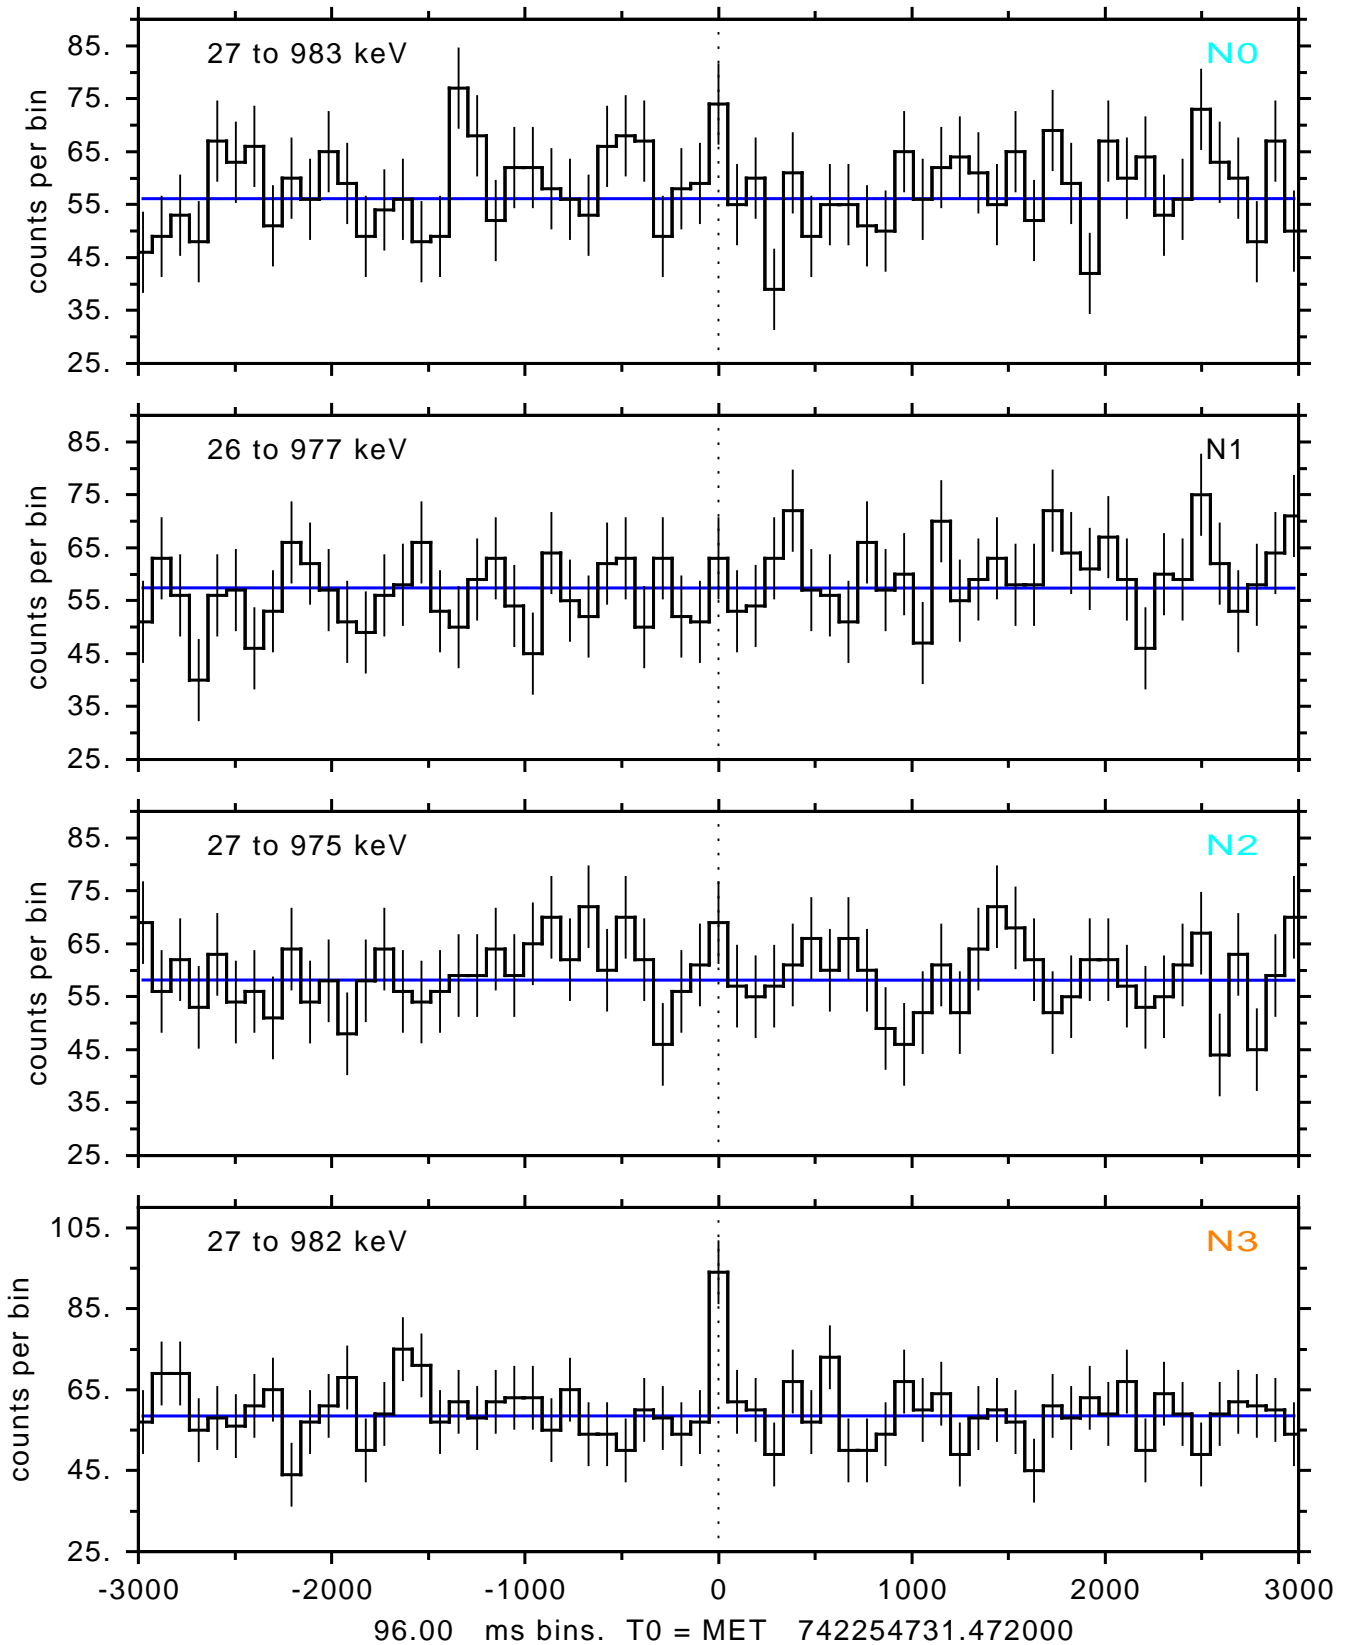 27 to 983 keV N0
85.
75.
65.
55.
45.
35.
25.
counts per bin
26 to 977 keV N1
85.
75.
65.
55.
45.
35.
25.
counts per bin
27 to 975 keV N2
85.
75.
65.
55.
45.
35.
25.
counts per bin
27 to 982 keV N3
105.
85.
65.
45.
25.
counts per bin
-3000 -2000 -1000 0 1000 2000 3000
96.00 ms bins. T0 = MET 742254731.472000